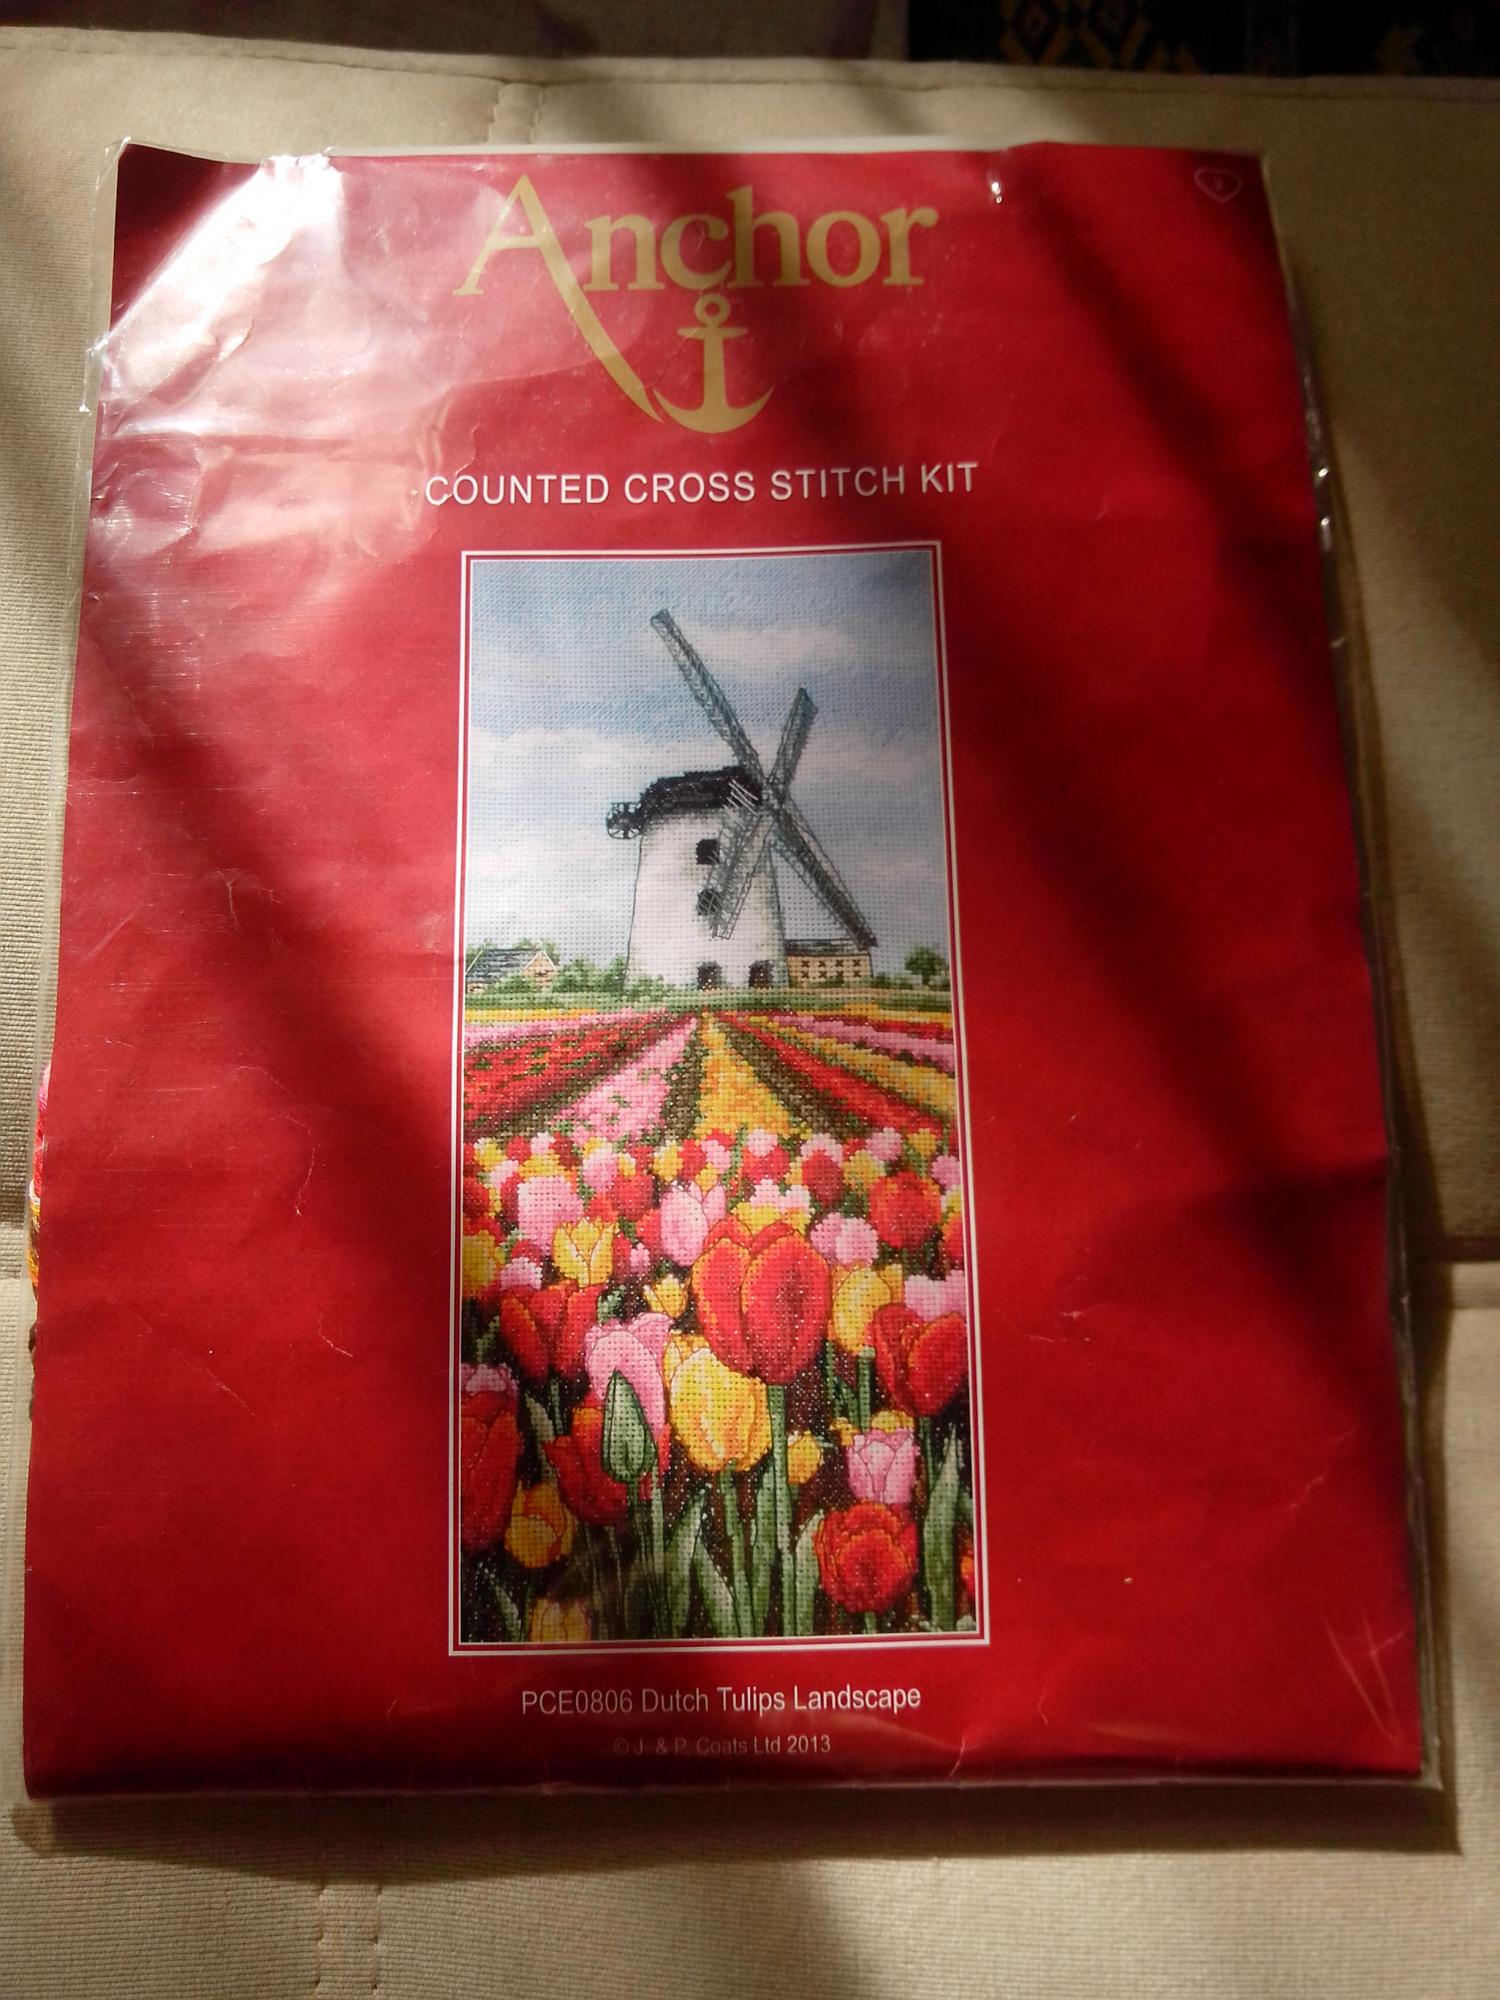 Anchor
COUNTED CROSS STITCH KIT
PCE0806 Dutch Tulips Landscape
© J. & P. Coats Ltd 2013